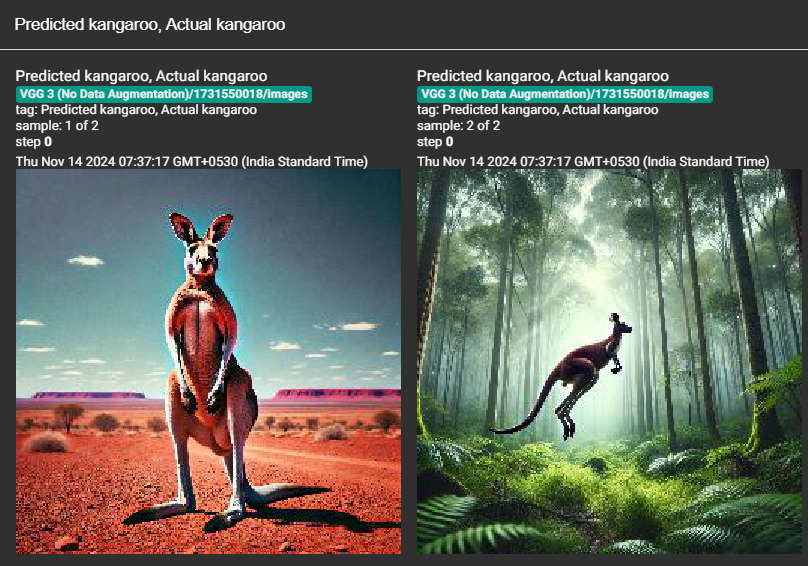 Predicted kangaroo, Actual kangaroo
Predicted kangaroo, Actual kangaroo
VGG 3 (No Data Augmentation)/1731550018/images
tag: Predicted kangaroo, Actual kangaroo
sample: 1 of 2
step 0
Thu Nov 14 2024 07:37:17 GMT+0530 (India Standard Time)
Predicted kangaroo, Actual kangaroo
VGG 3 (No Data Augmentation)/1731550018/images
tag: Predicted kangaroo, Actual kangaroo
sample: 2 of 2
step 0
Thu Nov 14 2024 07:37:17 GMT+0530 (India Standard Time)